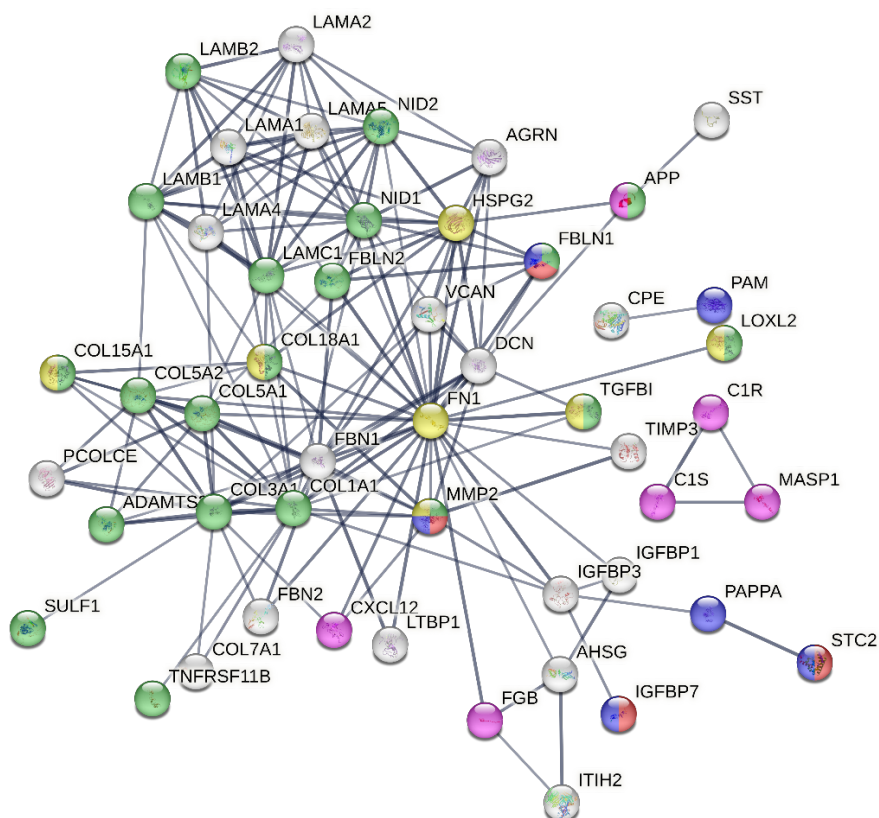 LAMA2
LAMB2
LAMA5
NID2
SST
LAMA1
AGRN
APP
LAMB1
NID1
HSPG2
LAMA4
FBLN1
LAMC1
FBLN2
PAM
VCAN
CPE
LOXL2
COL18A1
DCN
COL15A1
COL5A2
COL5A1
TGFBI
C1R
FN1
TIMP3
FBN1
PCOLCE
C1S
MASP1
ADAMTS
COL3A1
COL1A1
MMP2
IGFBP1
IGFBP3
PAPPA
FBN2
CXCL12
SULF1
LTBP1
STC2
COL7A1
AHSG
TNFRSF11B
FGB
IGFBP7
ITIH2